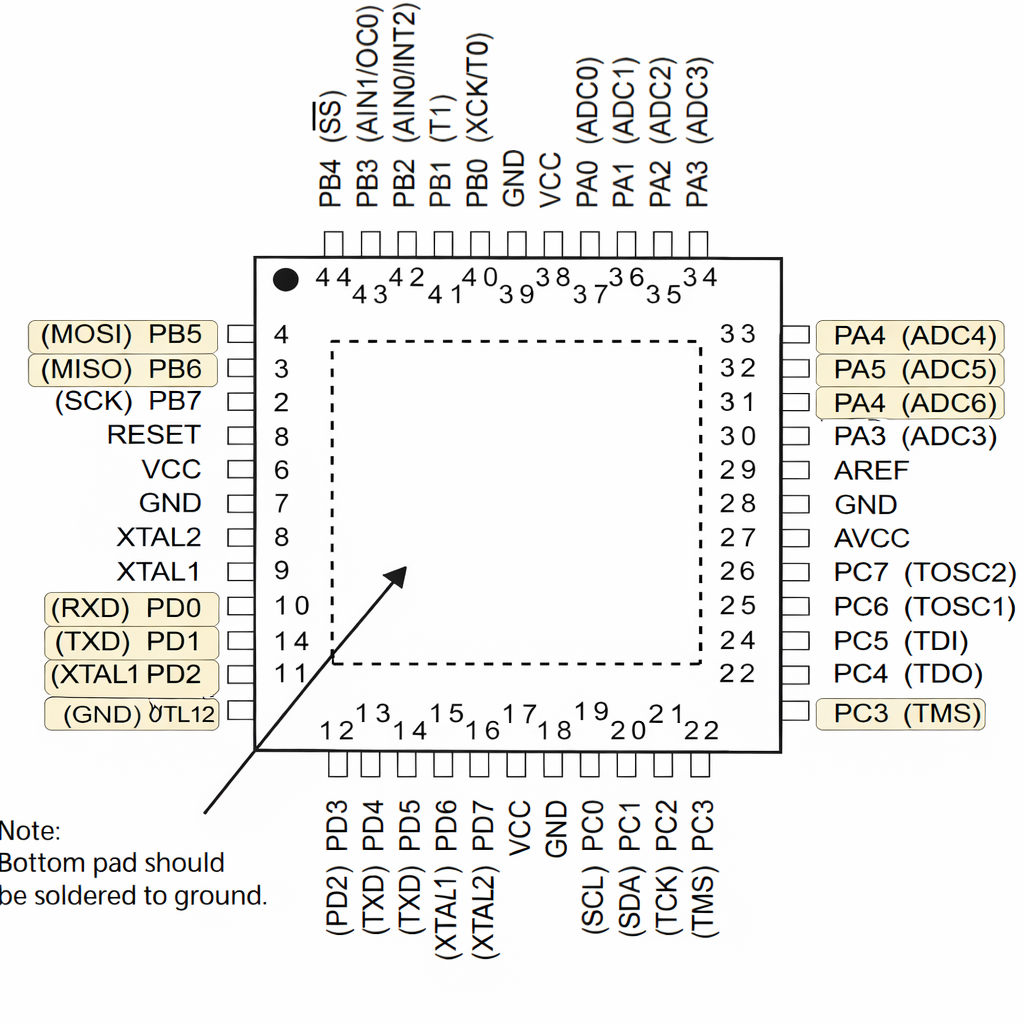 PB4 (SS)
PB3 (AIN1/OC0)
PB2 (AIN0/INT2)
PB1 (T1)
PB0 (XCK/T0)
GND
VCC
PA0 (ADC0)
PA1 (ADC1)
PA2 (ADC2)
PA3 (ADC3)
44 43 42 41 40 39 38 37 36 35 34
(MOSI) PB5 4
(MISO) PB6 3
(SCK) PB7 2
RESET 8
VCC 6
GND 7
XTAL2 8
XTAL1 9
(RXD) PD0 10
(TXD) PD1 14
(XTAL1 PD2 11
(GND)
33 PA4 (ADC4)
32 PA5 (ADC5)
31 PA4 (ADC6)
30 PA3 (ADC3)
29 AREF
28 GND
27 AVCC
26 PC7 (TOSC2)
25 PC6 (TOSC1)
24 PC5 (TDI)
22 PC4 (TDO)
PC3 (TMS)
12 13 14 15 16 17 18 19 20 21 22
(PD2) PD3
(TXD) PD4
(TXD) PD5
(XTAL1) PD6
(XTAL2) PD7
VCC
GND
(SCL) PC0
(SDA) PC1
(TCK) PC2
(TMS) PC3
Note:
Bottom pad should
be soldered to ground.